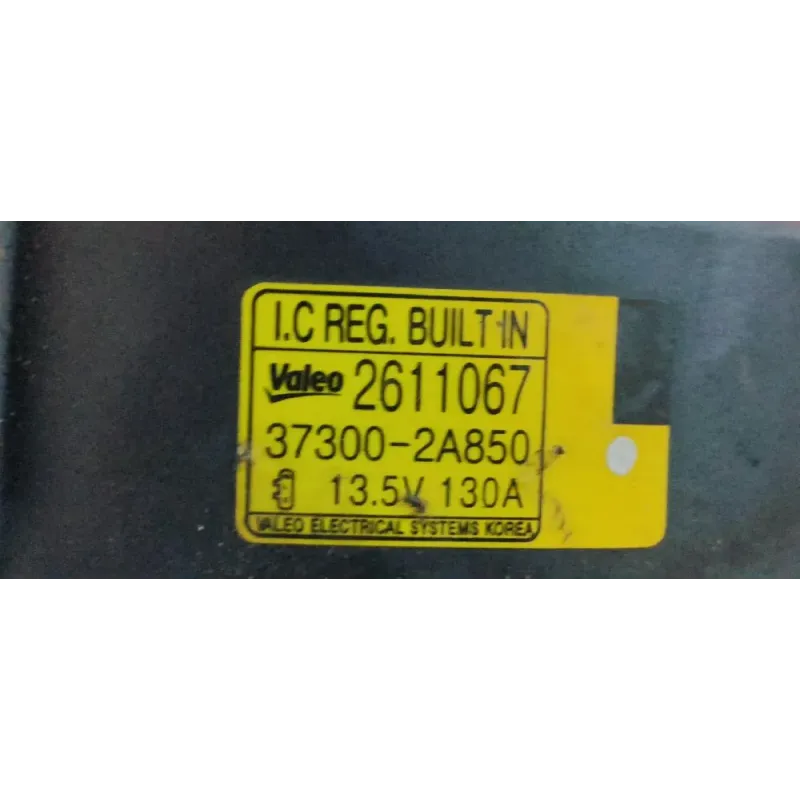 I.C REG. BUILT-IN
Valeo 2611067
37300-2A850
13.5V 130A
VALEO ELECTRICAL SYSTEMS KOREA